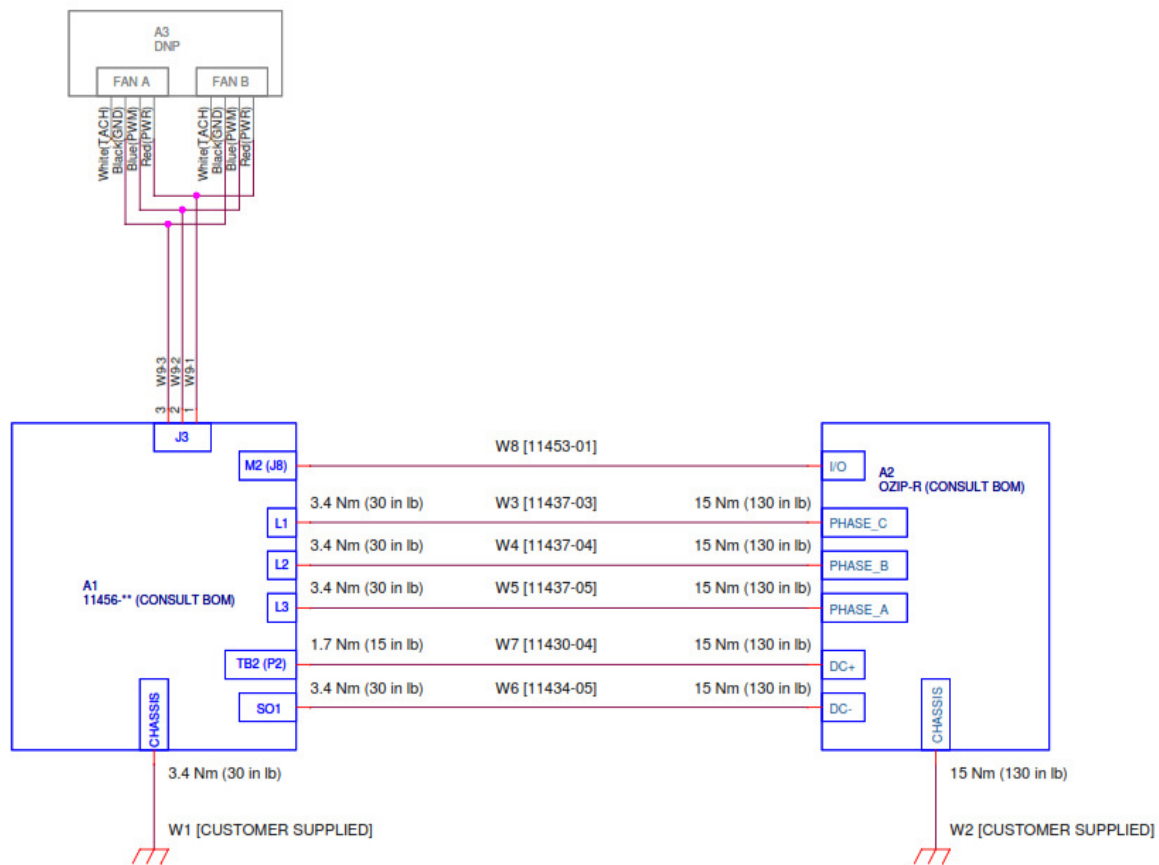 A3
DNP
FAN A
FAN B
White(TACH)
Black(GND)
Blue(PWM)
Red(PWR)
White(TACH)
Black(GND)
Blue(PWM)
Red(PWR)
W9-3
W9-2
W9-1
3
2
1
J3
M2 (J8)
W8 [11453-01]
I/O
A2
OZIP-R (CONSULT BOM)
L1
3.4 Nm (30 in lb)
W3 [11437-03]
15 Nm (130 in lb)
PHASE_C
L2
3.4 Nm (30 in lb)
W4 [11437-04]
15 Nm (130 in lb)
PHASE_B
A1
11456-** (CONSULT BOM)
L3
3.4 Nm (30 in lb)
W5 [11437-05]
15 Nm (130 in lb)
PHASE_A
TB2 (P2)
1.7 Nm (15 in lb)
W7 [11430-04]
15 Nm (130 in lb)
DC+
SO1
3.4 Nm (30 in lb)
W6 [11434-05]
15 Nm (130 in lb)
DC-
CHASSIS
CHASSIS
3.4 Nm (30 in lb)
15 Nm (130 in lb)
W1 [CUSTOMER SUPPLIED]
W2 [CUSTOMER SUPPLIED]